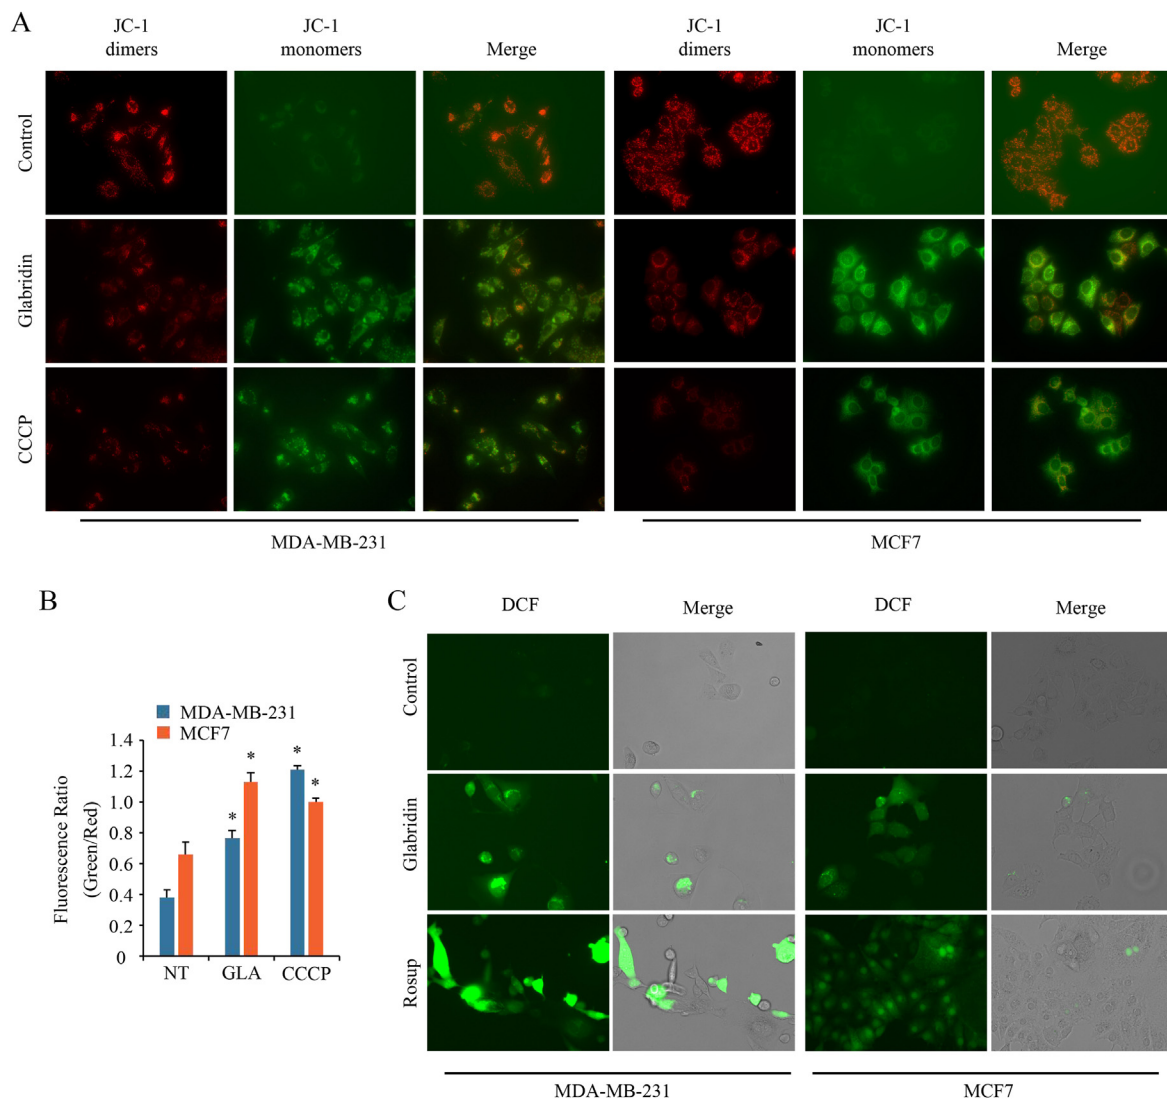 A
JC-1 dimers
JC-1 monomers
Merge
JC-1 dimers
JC-1 monomers
Merge
Control
Glabridin
CCCP
MDA-MB-231
MCF7
B
MDA-MB-231
MCF7
Fluorescence Ratio
(Green/Red)
1.4
1.2
1.0
0.8
0.6
0.4
0.2
0
*
*
*
*
NT
GLA
CCCP
C
DCF
Merge
DCF
Merge
Control
Glabridin
Rosup
MDA-MB-231
MCF7